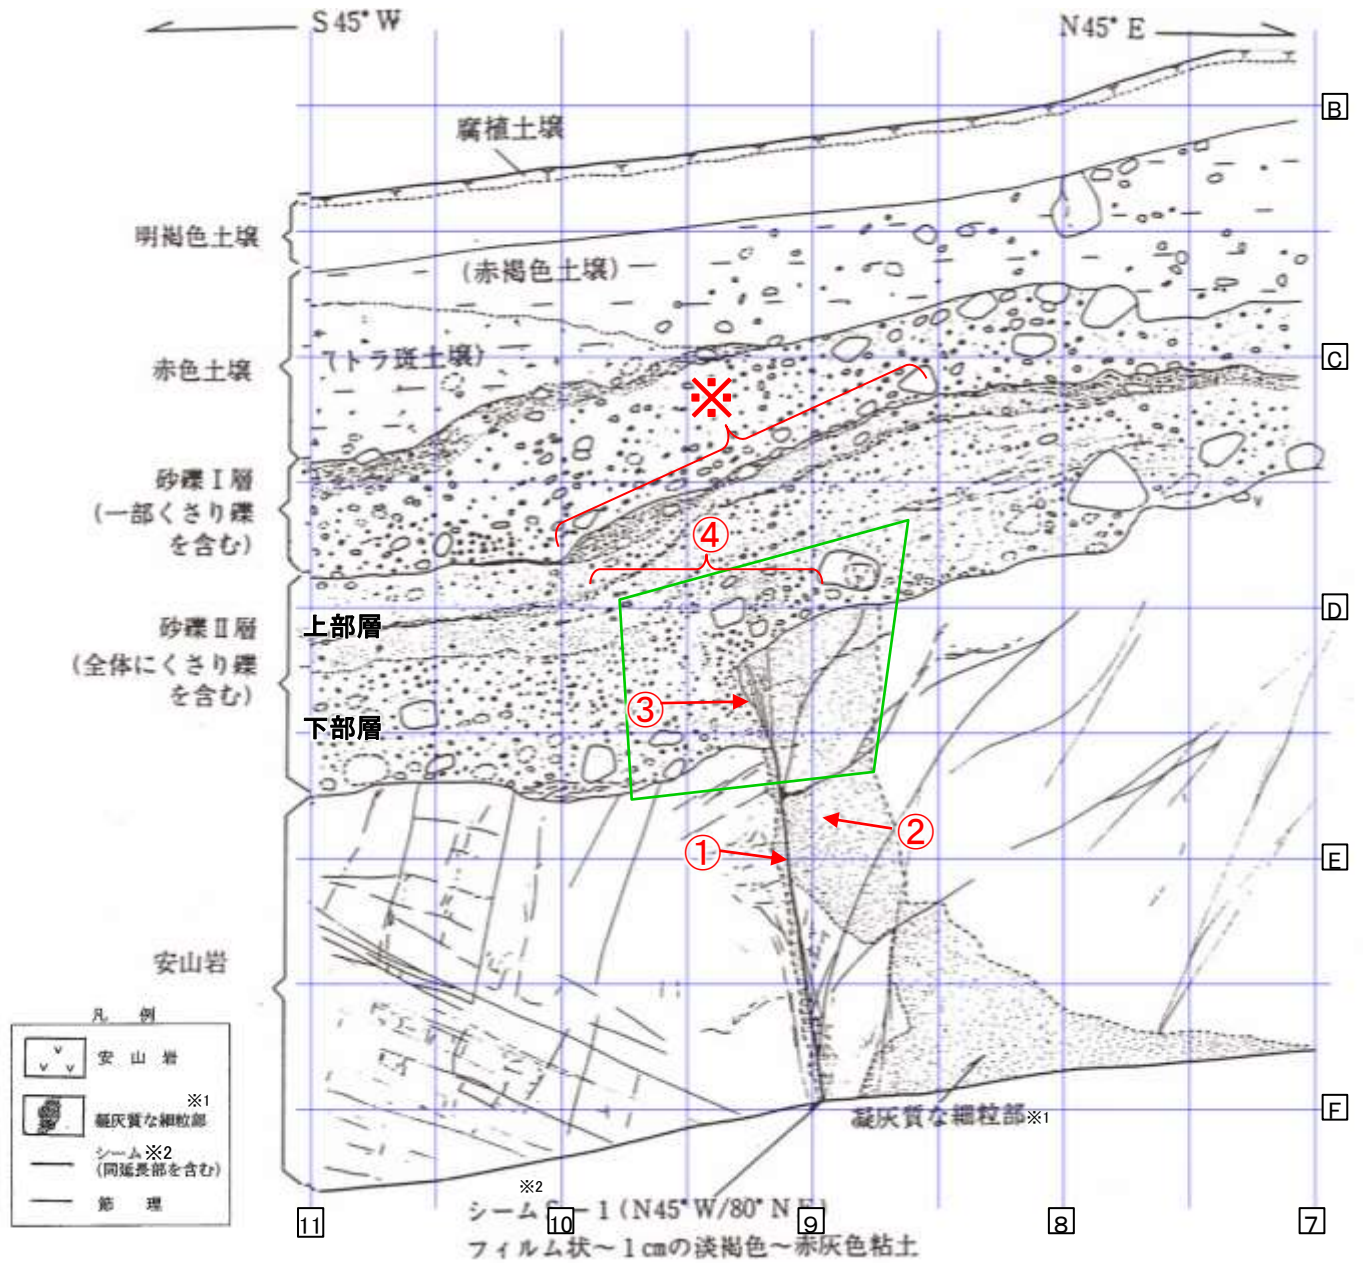 S45°W
N45°E
B
腐植土壌
明褐色土壌
(赤褐色土壌)
C
(トラ斑土壌)
赤色土壌
※
砂礫Ⅰ層
(一部くさり礫
を含む)
④
D
砂礫Ⅱ層
上部層
(全体にくさり礫
を含む)
③
下部層
②
①
E
安山岩
凡 例
v v v
安 山 岩
※1
凝灰質な細粒部
シーム※2
(同延長部を含む)
節 理
凝灰質な細粒部※1
F
※2
シームS-1(N45°W/80°NE)
11
10
9
8
7
フィルム状~1cmの淡褐色~赤灰色粘土